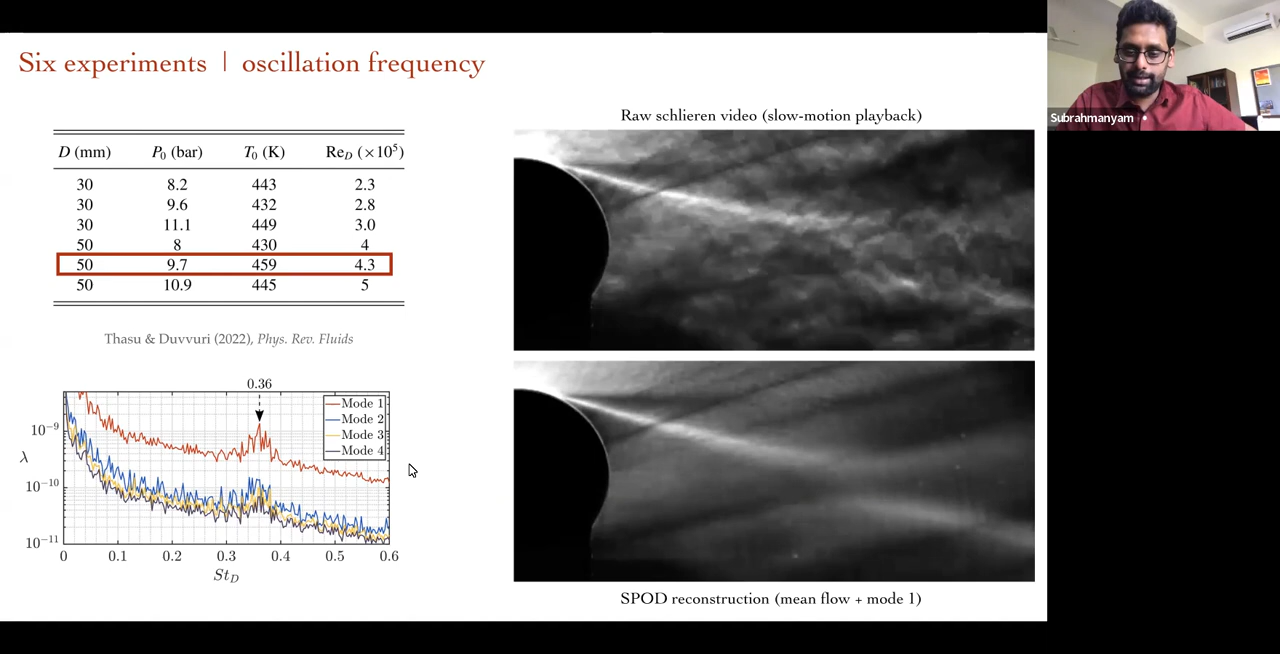 Six experiments | oscillation frequency
D (mm) P₀ (bar) T₀ (K) Re_D (×10⁵)
30 8.2 443 2.3
30 9.6 432 2.8
30 11.1 449 3.0
50 8 430 4
50 9.7 459 4.3
50 10.9 445 5
Thasu & Duvvuri (2022), Phys. Rev. Fluids
0.36
Mode 1
Mode 2
Mode 3
Mode 4
10⁻⁹
λ
10⁻¹⁰
10⁻¹¹
0 0.1 0.2 0.3 0.4 0.5 0.6
St_D
Raw schlieren video (slow-motion playback)
SPOD reconstruction (mean flow + mode 1)
Subrahmanyam